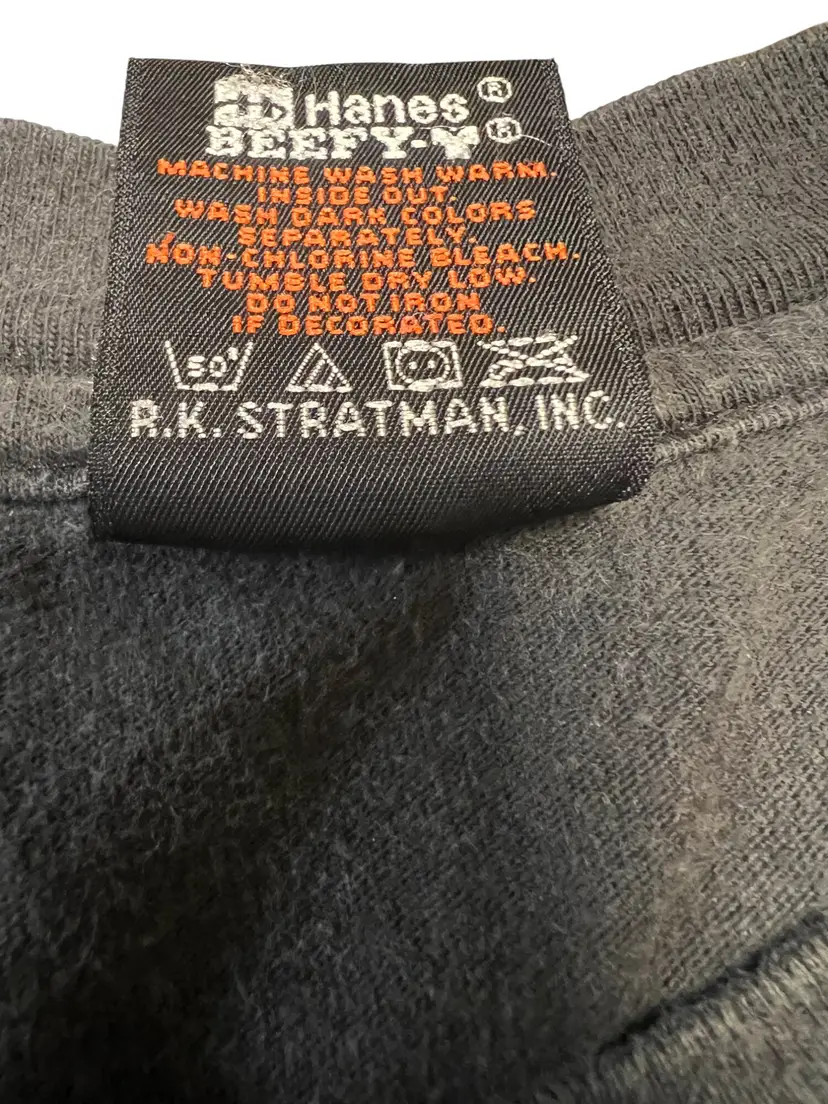 Hanes®
BEEFY-T®
MACHINE WASH WARM.
INSIDE OUT.
WASH DARK COLORS
SEPARATELY.
NON-CHLORINE BLEACH.
TUMBLE DRY LOW.
DO NOT IRON
IF DECORATED.
50°
R.K. STRATMAN, INC.